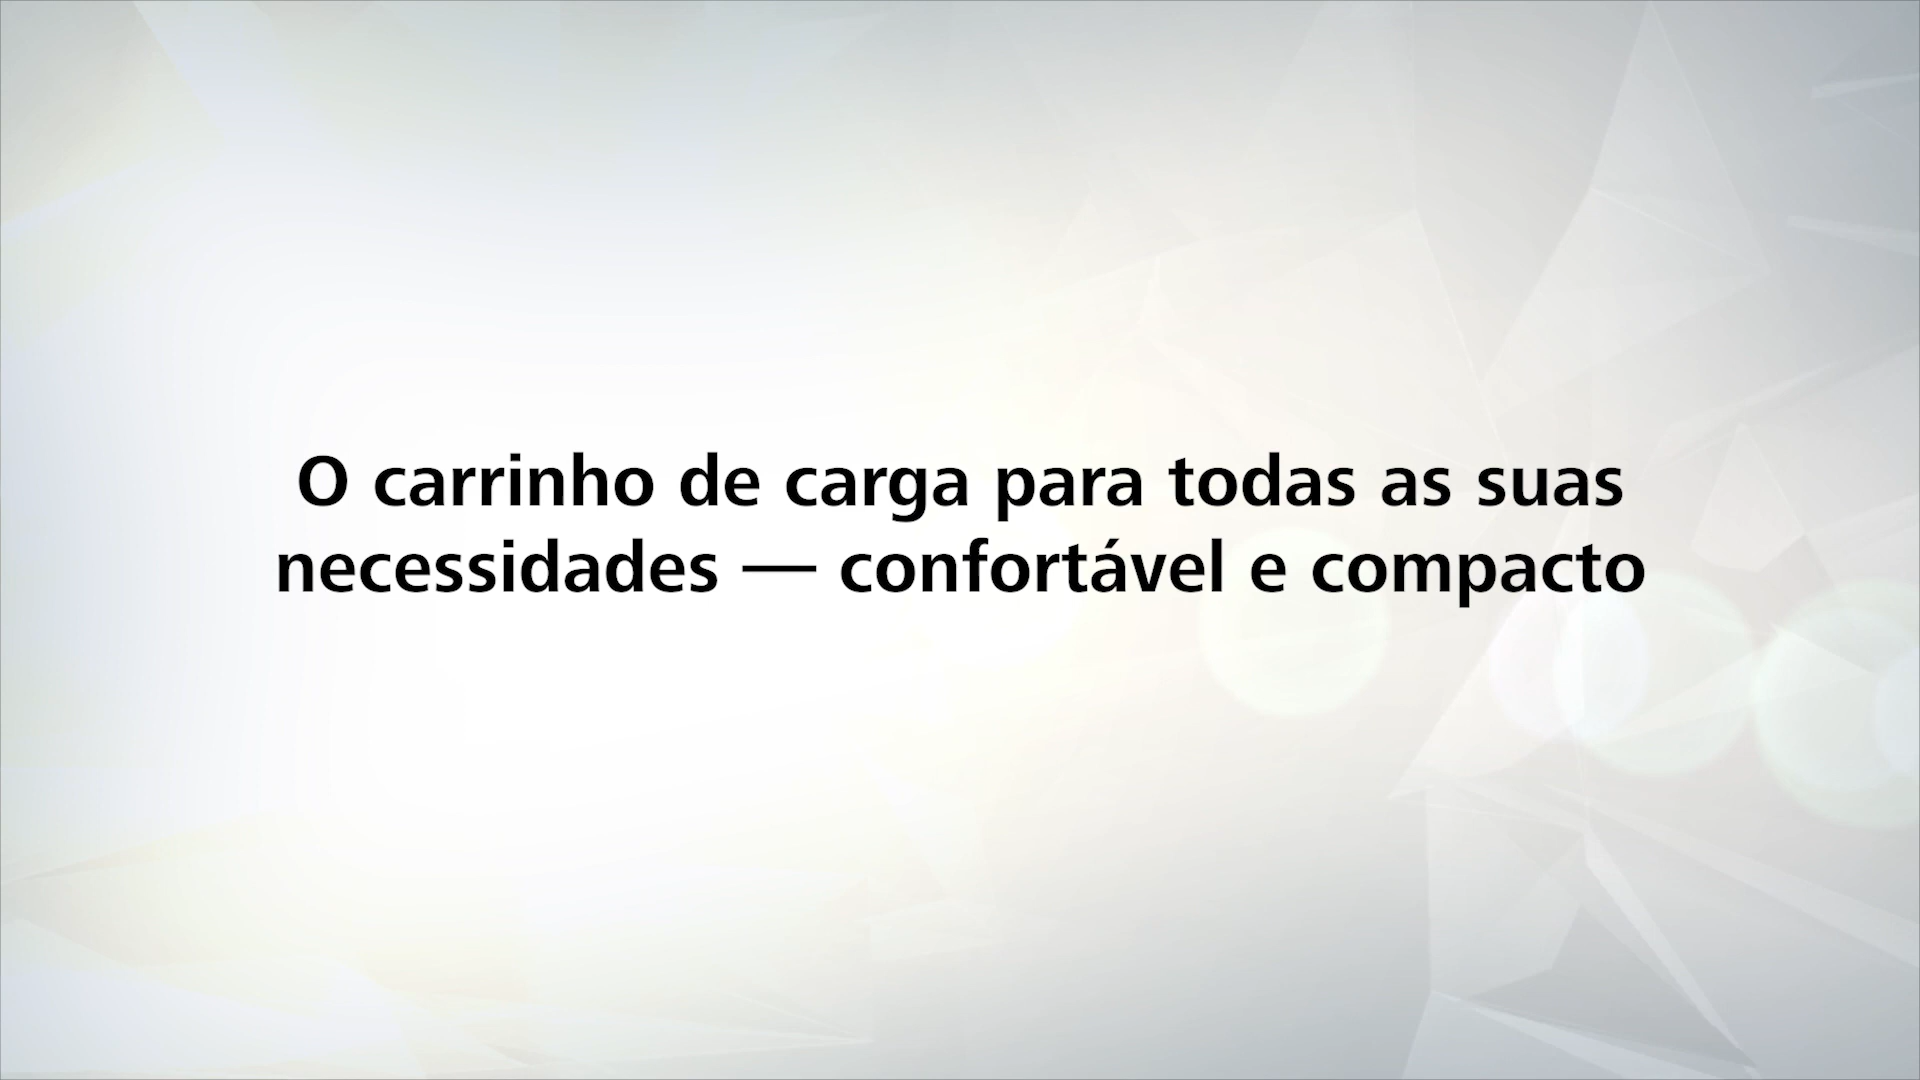 O carrinho de carga para todas as suas
necessidades — confortável e compacto